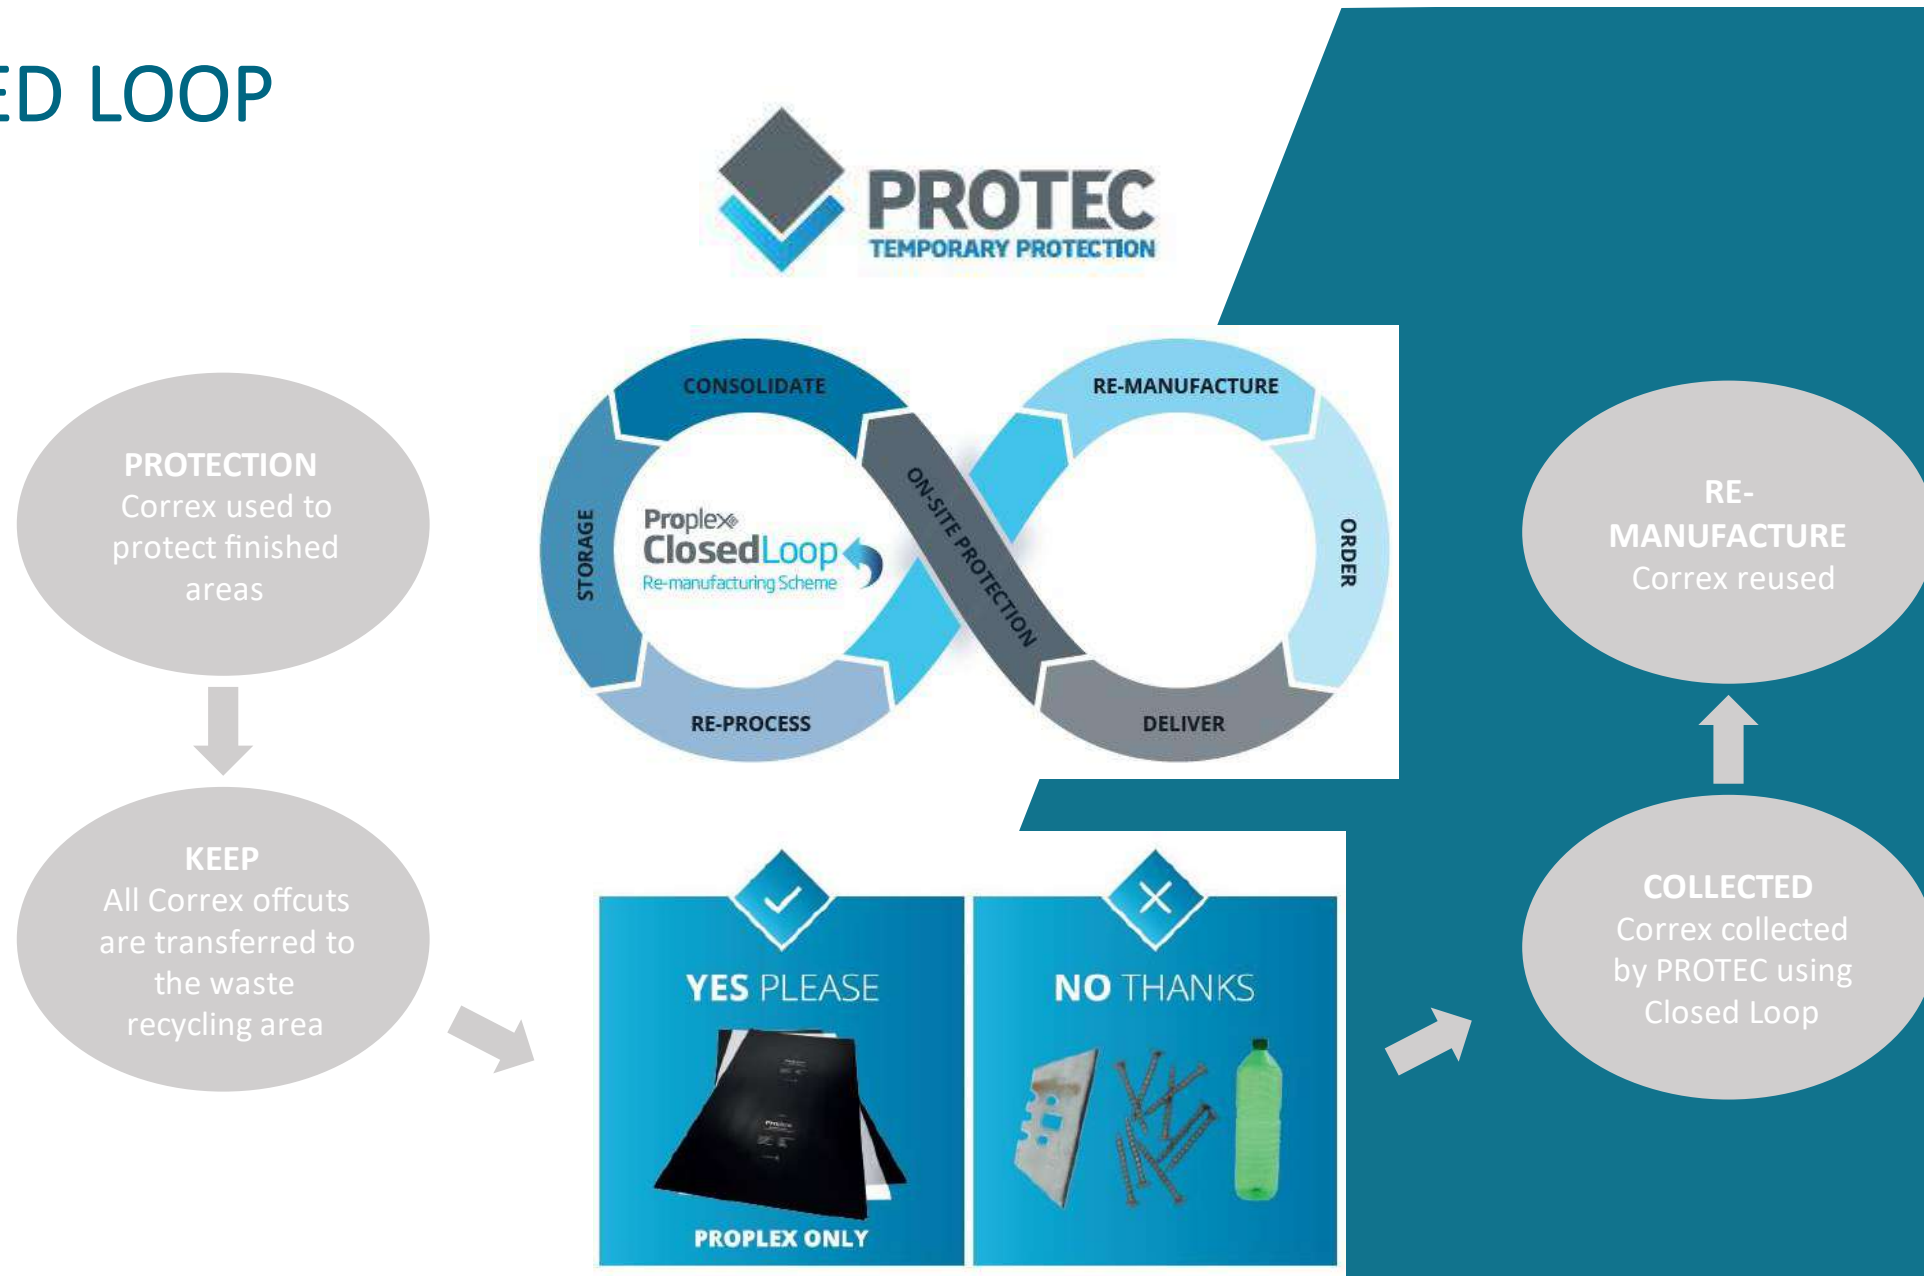 ED LOOP
PROTEC
TEMPORARY PROTECTION
PROTECTION
Correx used to
protect finished
areas
KEEP
All Correx offcuts
are transferred to
the waste
recycling area
CONSOLIDATE
RE-MANUFACTURE
STORAGE
Proplex
ClosedLoop
Re-manufacturing Scheme
ON-SITE PROTECTION
ORDER
RE-PROCESS
DELIVER
YES PLEASE
PROPLEX ONLY
NO THANKS
RE-
MANUFACTURE
Correx reused
COLLECTED
Correx collected
by PROTEC using
Closed Loop